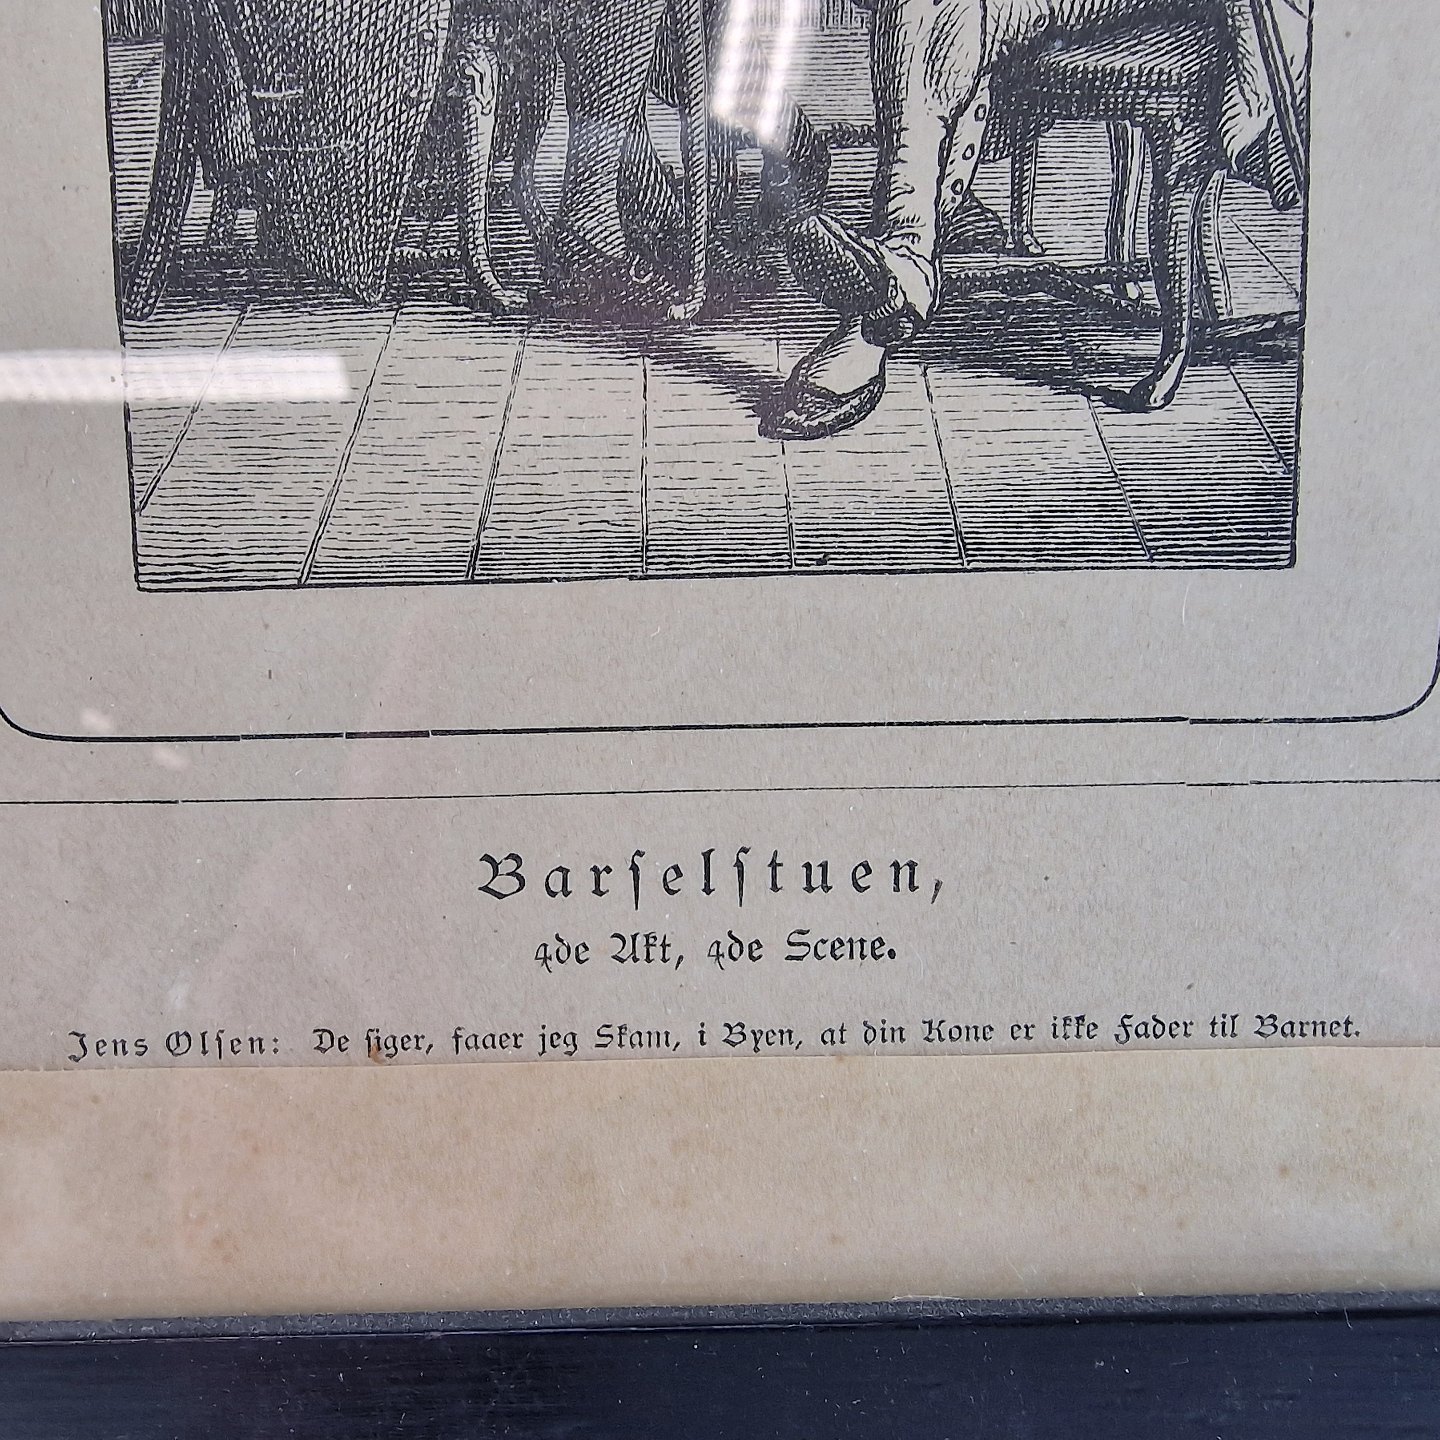 Barſelſtuen,
4de Akt, 4de Scene.
Jens Olſen: De ſiger, faaer jeg Skam, i Byen, at din Kone er ikke Fader til Barnet.